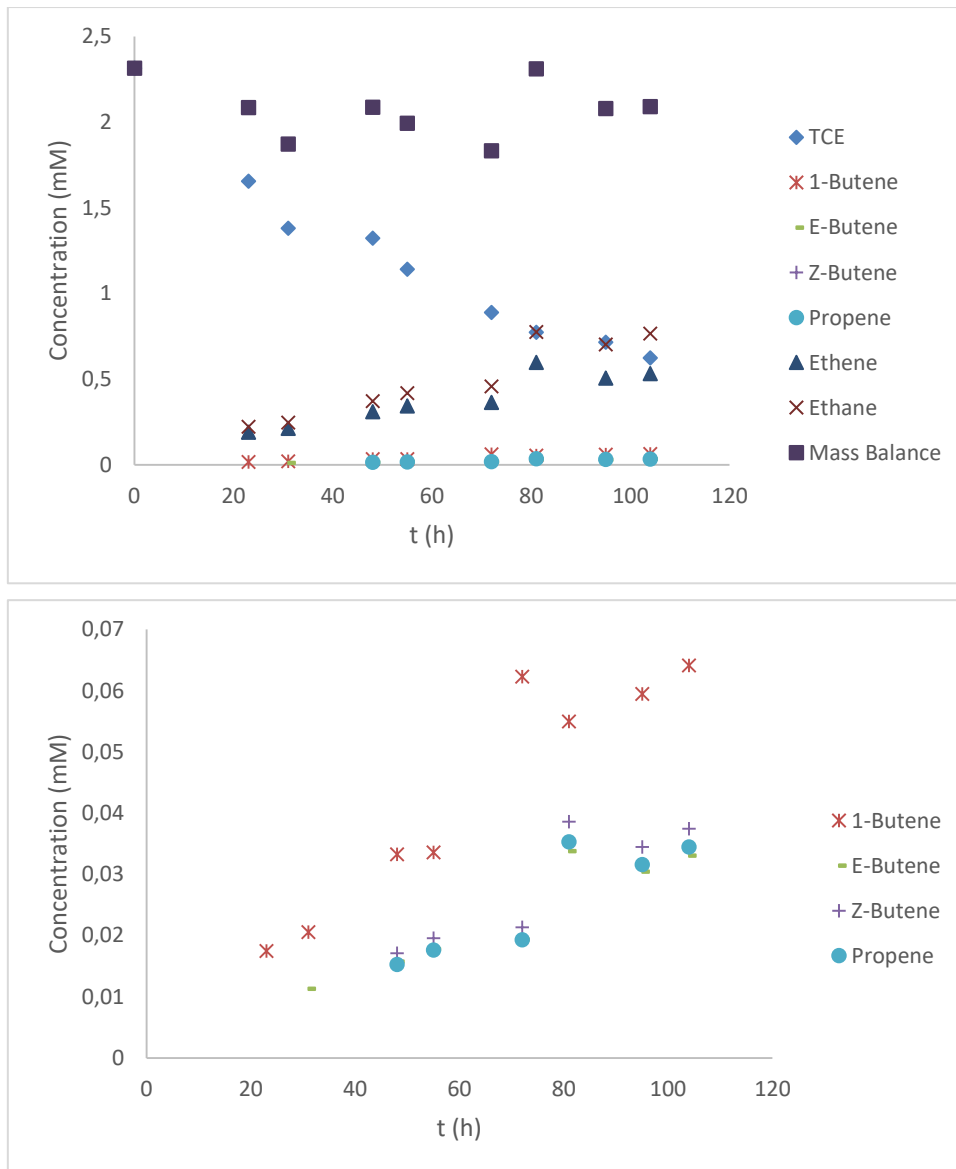 2,5
2
1,5
1
0,5
0
Concentration (mM)
0 20 40 60 80 100 120
t (h)
TCE
1-Butene
E-Butene
Z-Butene
Propene
Ethene
Ethane
Mass Balance
0,07
0,06
0,05
0,04
0,03
0,02
0,01
0
Concentration (mM)
0 20 40 60 80 100 120
t (h)
1-Butene
E-Butene
Z-Butene
Propene